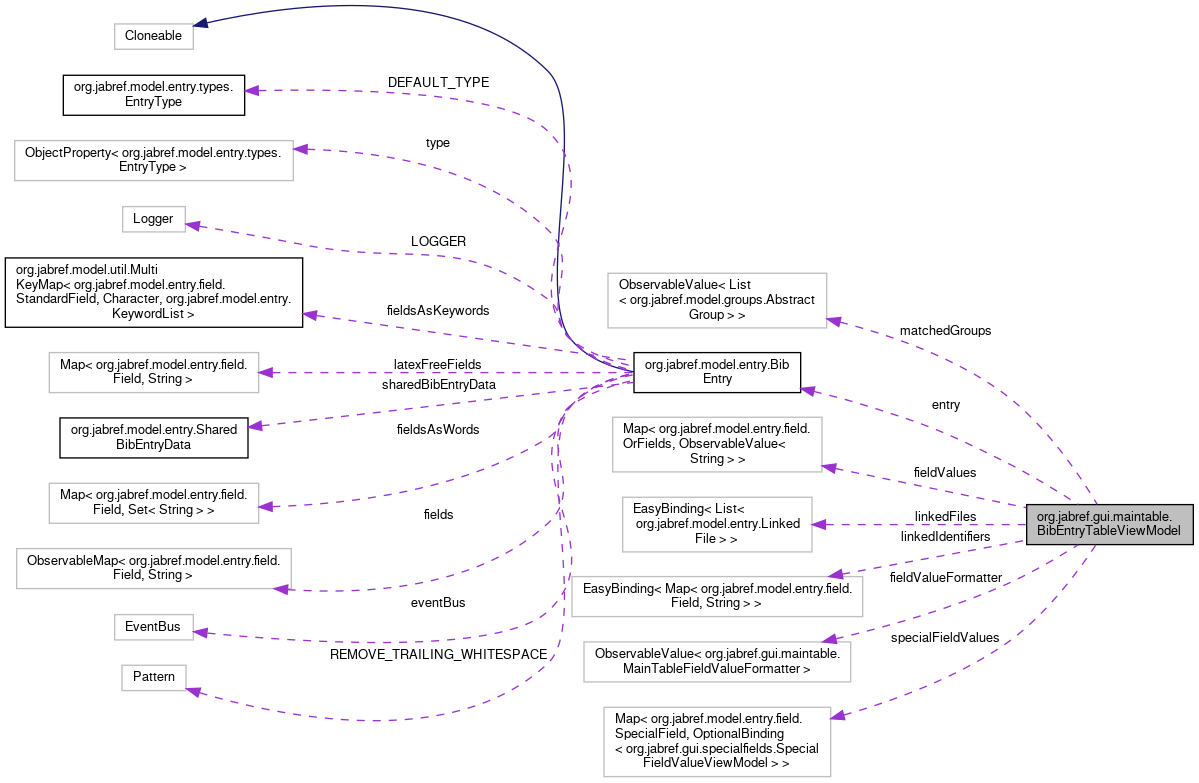 Cloneable
org.jabref.model.entry.types.
EntryType
DEFAULT_TYPE
ObjectProperty< org.jabref.model.entry.types.
EntryType >
type
Logger
LOGGER
org.jabref.model.util.Multi
KeyMap< org.jabref.model.entry.field.
StandardField, Character, org.jabref.model.entry.
KeywordList >
fieldsAsKeywords
Map< org.jabref.model.entry.field.
Field, String >
latexFreeFields
org.jabref.model.entry.Shared
BibEntryData
sharedBibEntryData
Map< org.jabref.model.entry.field.
Field, Set< String > >
fieldsAsWords
ObservableMap< org.jabref.model.entry.field.
Field, String >
fields
EventBus
eventBus
Pattern
REMOVE_TRAILING_WHITESPACE
ObservableValue< List
< org.jabref.model.groups.Abstract
Group > >
matchedGroups
org.jabref.model.entry.Bib
Entry
entry
Map< org.jabref.model.entry.field.
OrFields, ObservableValue<
String > >
fieldValues
EasyBinding< List<
org.jabref.model.entry.Linked
File > >
linkedFiles
EasyBinding< Map< org.jabref.model.entry.field.
Field, String > >
linkedIdentifiers
ObservableValue< org.jabref.gui.maintable.
MainTableFieldValueFormatter >
fieldValueFormatter
Map< org.jabref.model.entry.field.
SpecialField, OptionalBinding
< org.jabref.gui.specialfields.Special
FieldValueViewModel > >
specialFieldValues
org.jabref.gui.maintable.
BibEntryTableViewModel